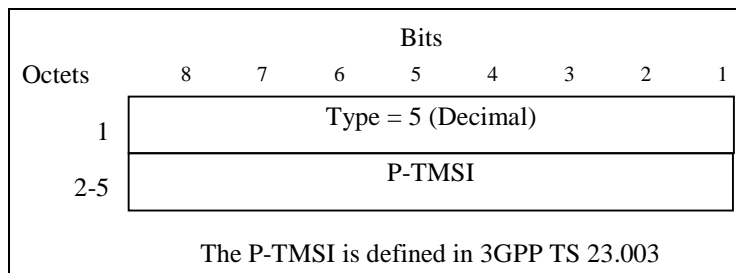 Bits
Octets 8 7 6 5 4 3 2 1
1 Type = 5 (Decimal)
2-5 P-TMSI
The P-TMSI is defined in 3GPP TS 23.003